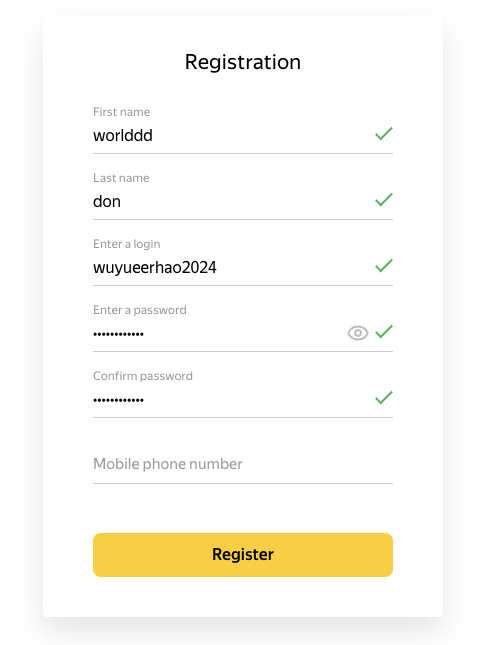 Registration
First name
worlddd
Last name
don
Enter a login
wuyueerhao2024
Enter a password
••••••••••••
Confirm password
••••••••••••
Mobile phone number
Register